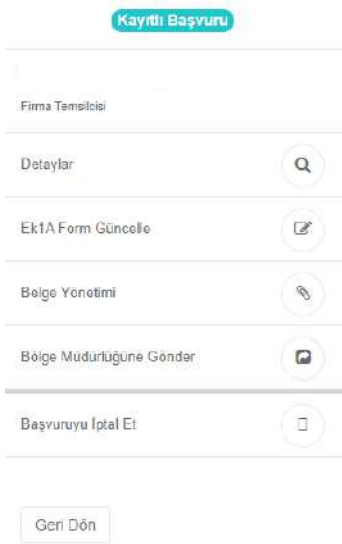 Kayıtlı Başvuru
Firma Temsilcisi
Detaylar
Ek1A Form Güncelle
Belge Yönetimi
Bölge Müdürlüğüne Gönder
Başvuruyu İptal Et
Geri Dön